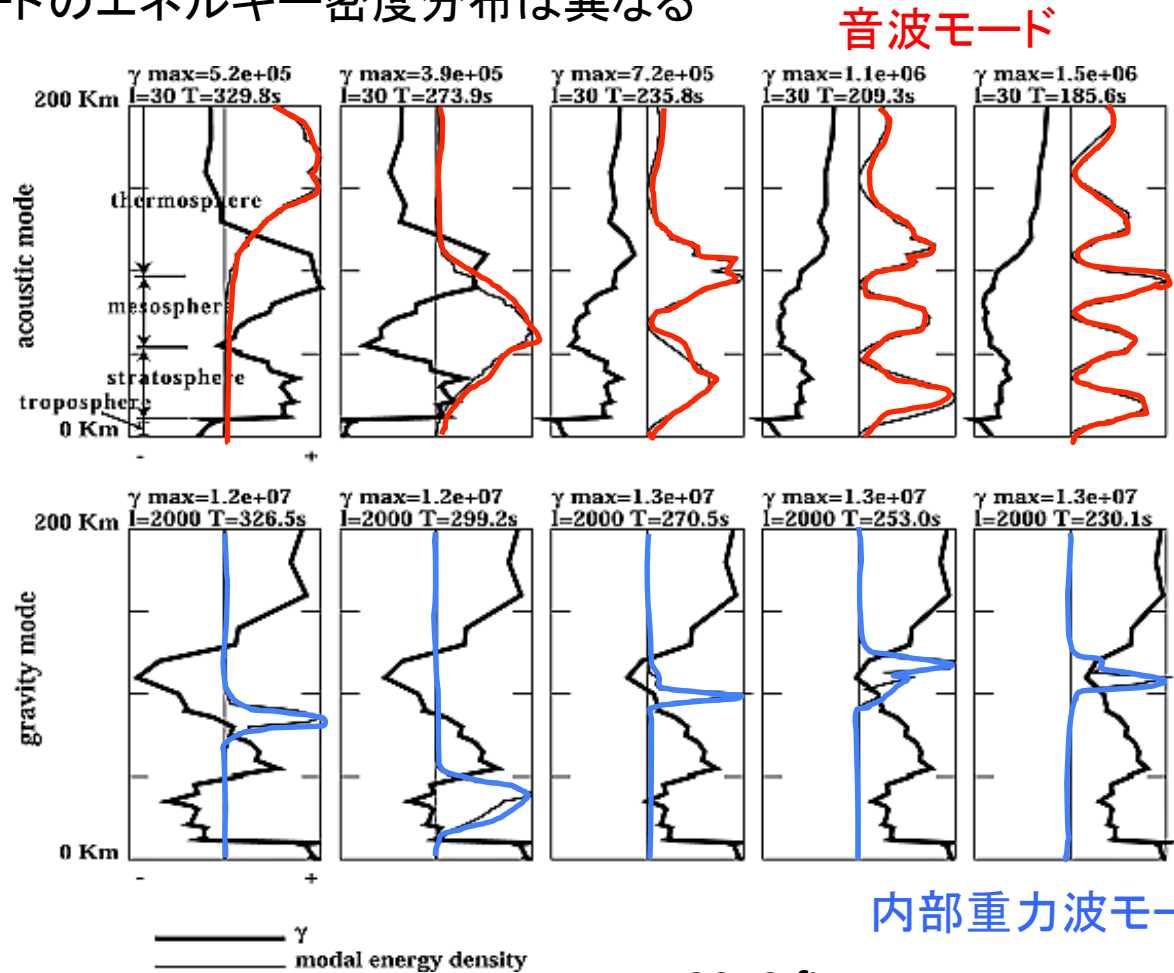 ードのエネルギー密度分布は異なる
音波モード
γ max=5.2e+05 γ max=3.9e+05 γ max=7.2e+05 γ max=1.1e+06 γ max=1.5e+06
l=30 T=329.8s l=30 T=273.9s l=30 T=235.8s l=30 T=209.3s l=30 T=185.6s
200 Km
acoustic mode
thermosphere
mesosphere
stratosphere
troposphere
0 Km
- +
γ max=1.2e+07 γ max=1.2e+07 γ max=1.3e+07 γ max=1.3e+07 γ max=1.3e+07
l=2000 T=326.5s l=2000 T=299.2s l=2000 T=270.5s l=2000 T=253.0s l=2000 T=230.1s
200 Km
gravity mode
0 Km
- +
内部重力波モー
γ
modal energy density